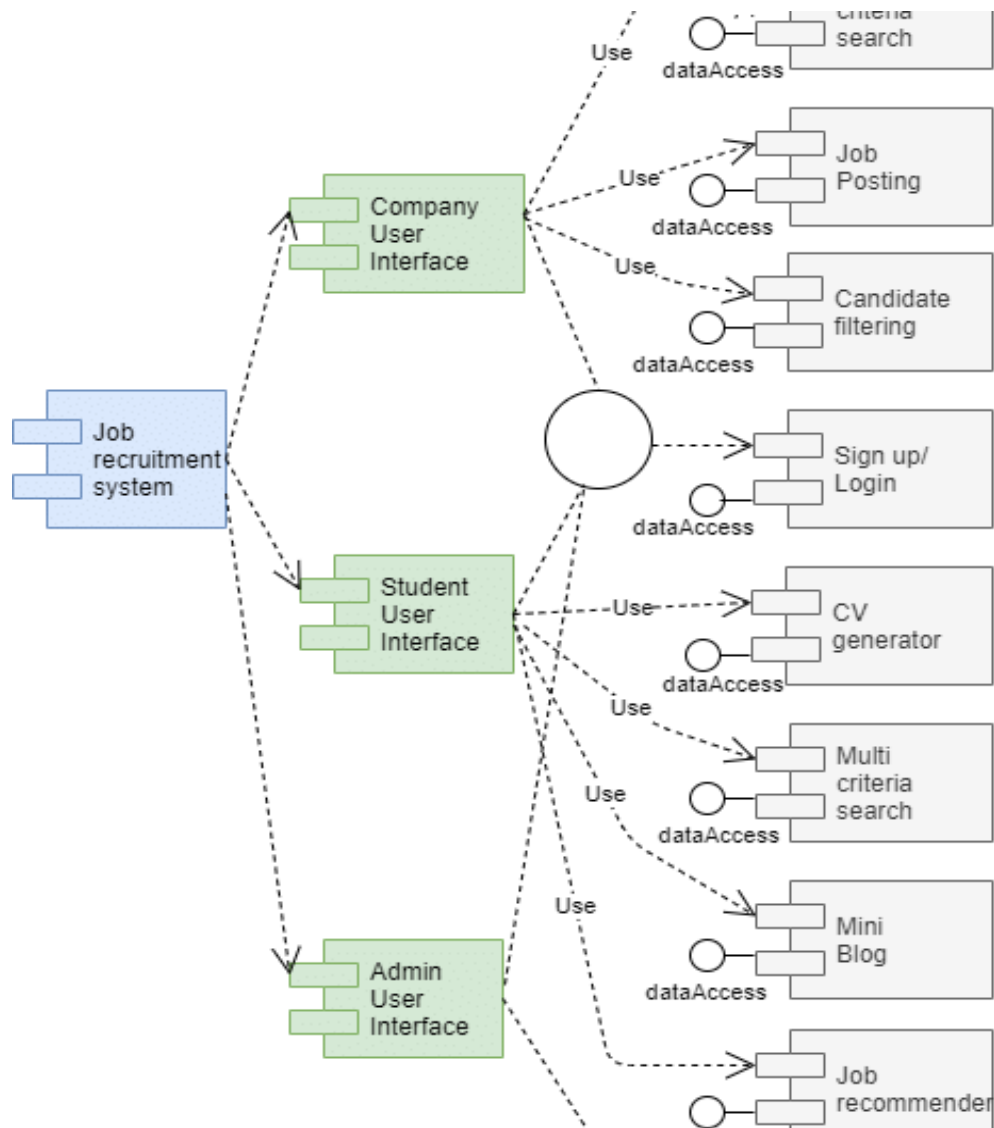 criteria
search
Use
dataAccess
Job
Posting
Use
dataAccess
Company
User
Interface
Use
Candidate
filtering
dataAccess
Job
recruitment
system
Sign up/
Login
dataAccess
Student
User
Interface
Use
CV
generator
dataAccess
Use
Multi
criteria
search
dataAccess
Use
Mini
Blog
dataAccess
Use
Admin
User
Interface
Job
recommender